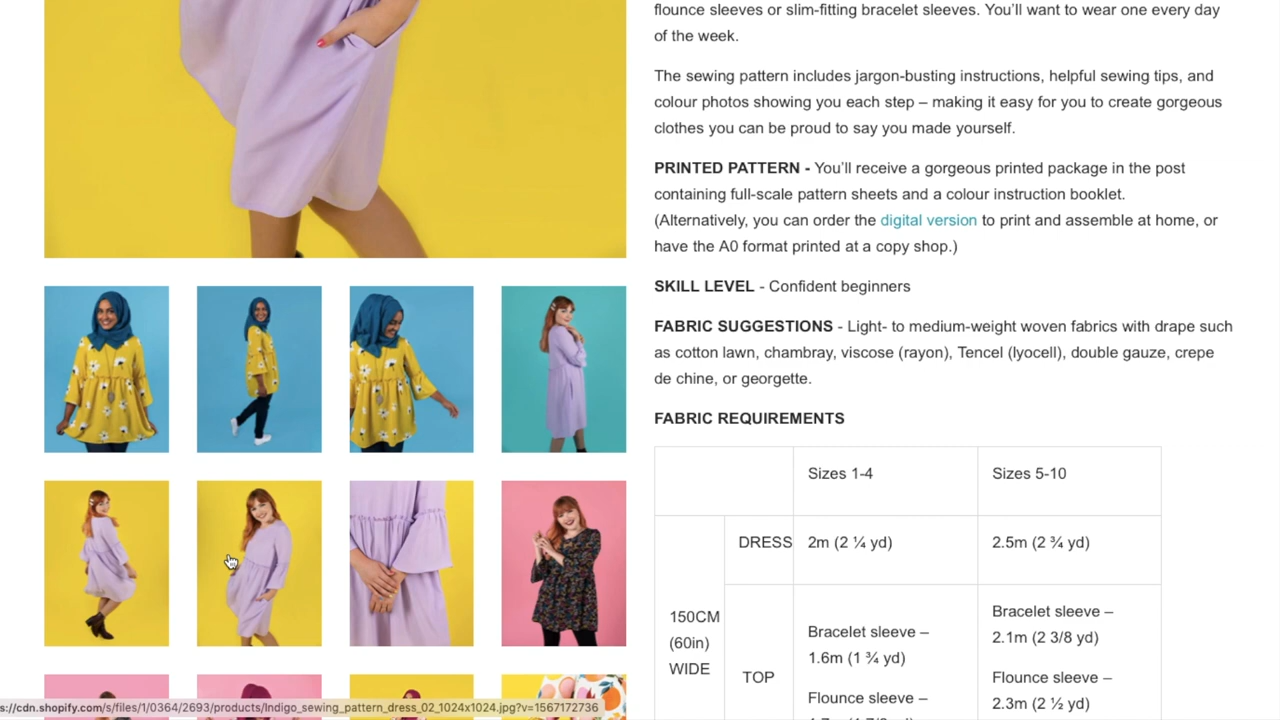 flounce sleeves or slim-fitting bracelet sleeves. You’ll want to wear one every day
of the week.
The sewing pattern includes jargon-busting instructions, helpful sewing tips, and
colour photos showing you each step – making it easy for you to create gorgeous
clothes you can be proud to say you made yourself.
PRINTED PATTERN - You’ll receive a gorgeous printed package in the post
containing full-scale pattern sheets and a colour instruction booklet.
(Alternatively, you can order the digital version to print and assemble at home, or
have the A0 format printed at a copy shop.)
SKILL LEVEL - Confident beginners
FABRIC SUGGESTIONS - Light- to medium-weight woven fabrics with drape such
as cotton lawn, chambray, viscose (rayon), Tencel (lyocell), double gauze, crepe
de chine, or georgette.
FABRIC REQUIREMENTS
Sizes 1-4
Sizes 5-10
150CM
(60in)
WIDE
DRESS
2m (2 ¼ yd)
2.5m (2 ¾ yd)
TOP
Bracelet sleeve –
1.6m (1 ¾ yd)
Flounce sleeve –
Bracelet sleeve –
2.1m (2 3/8 yd)
Flounce sleeve –
2.3m (2 ½ yd)
s://cdn.shopify.com/s/files/1/0364/2693/products/Indigo_sewing_pattern_dress_02_1024x1024.jpg?v=1567172736